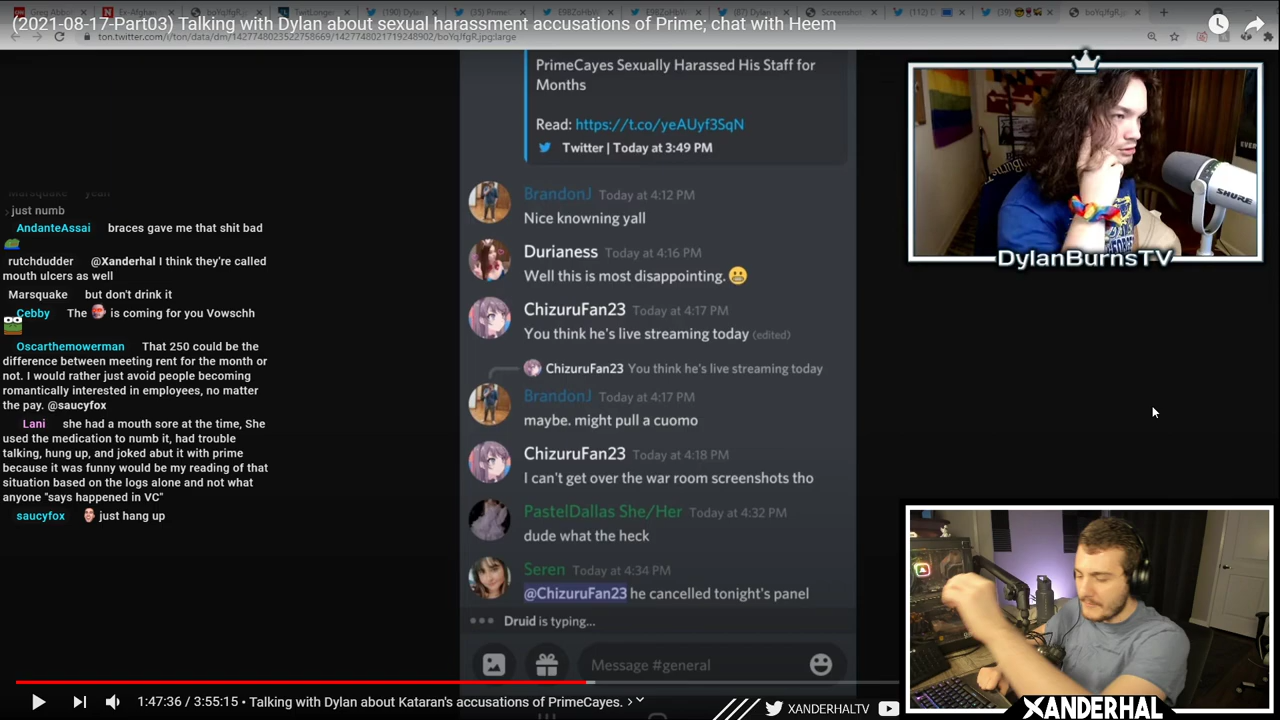 (2021-08-17-Part03) Talking with Dylan about sexual harassment accusations of Prime; chat with Heem
ton.twitter.com/i/ton/data/dm/1427748023522758669/1427748021719248902/boYqJfgR.jpg:large
PrimeCayes Sexually Harassed His Staff for
Months
Read: https://t.co/yeAUyf3SqN
Twitter | Today at 3:49 PM
BrandonJ Today at 4:12 PM
Nice knowning yall
Durianess Today at 4:16 PM
Well this is most disappointing. 😬
ChizuruFan23 Today at 4:17 PM
You think he's live streaming today (edited)
ChizuruFan23 You think he's live streaming today
BrandonJ Today at 4:17 PM
maybe. might pull a cuomo
ChizuruFan23 Today at 4:18 PM
I can't get over the war room screenshots tho
PastelDallas She/Her Today at 4:32 PM
dude what the heck
Seren Today at 4:34 PM
@ChizuruFan23 he cancelled tonight's panel
Druid is typing...
Message #general
Marsquake yeah
just numb
AndanteAssai braces gave me that shit bad
rutchdudder @Xanderhal I think they're called
mouth ulcers as well
Marsquake but don't drink it
Cebby The is coming for you Vowschh
Oscarthemowerman That 250 could be the
difference between meeting rent for the month or
not. I would rather just avoid people becoming
romantically interested in employees, no matter
the pay. @saucyfox
Lani she had a mouth sore at the time, She
used the medication to numb it, had trouble
talking, hung up, and joked abut it with prime
because it was funny would be my reading of that
situation based on the logs alone and not what
anyone "says happened in VC"
saucyfox just hang up
SHURE
DylanBurnsTV
1:47:36 / 3:55:15 • Talking with Dylan about Kataran's accusations of PrimeCayes. >
XANDERHALTV
XANDERHAL